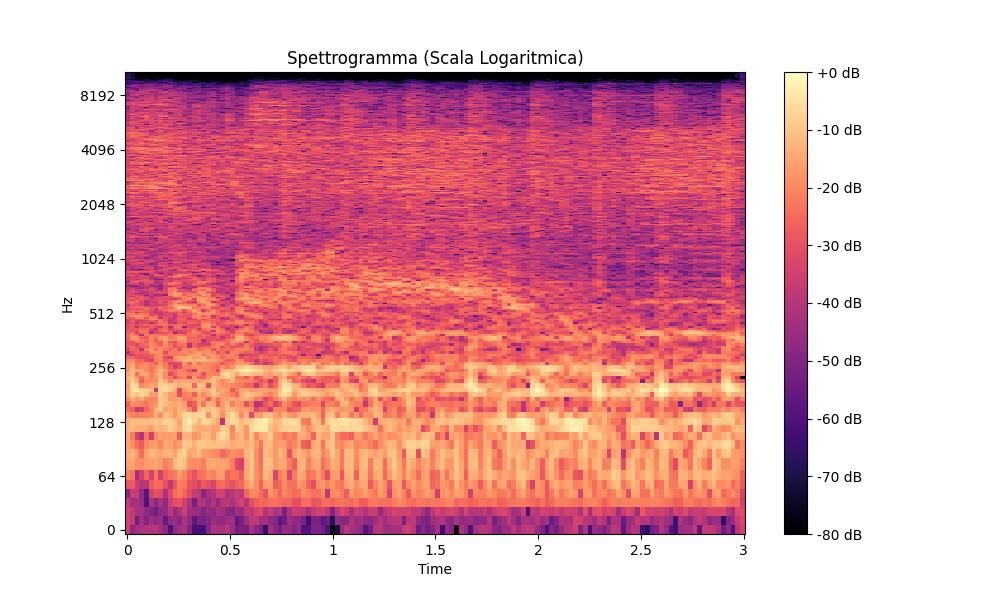 Spettrogramma (Scala Logaritmica)
Hz
8192
4096
2048
1024
512
256
128
64
0
0
0.5
1
1.5
2
2.5
3
Time
+0 dB
-10 dB
-20 dB
-30 dB
-40 dB
-50 dB
-60 dB
-70 dB
-80 dB